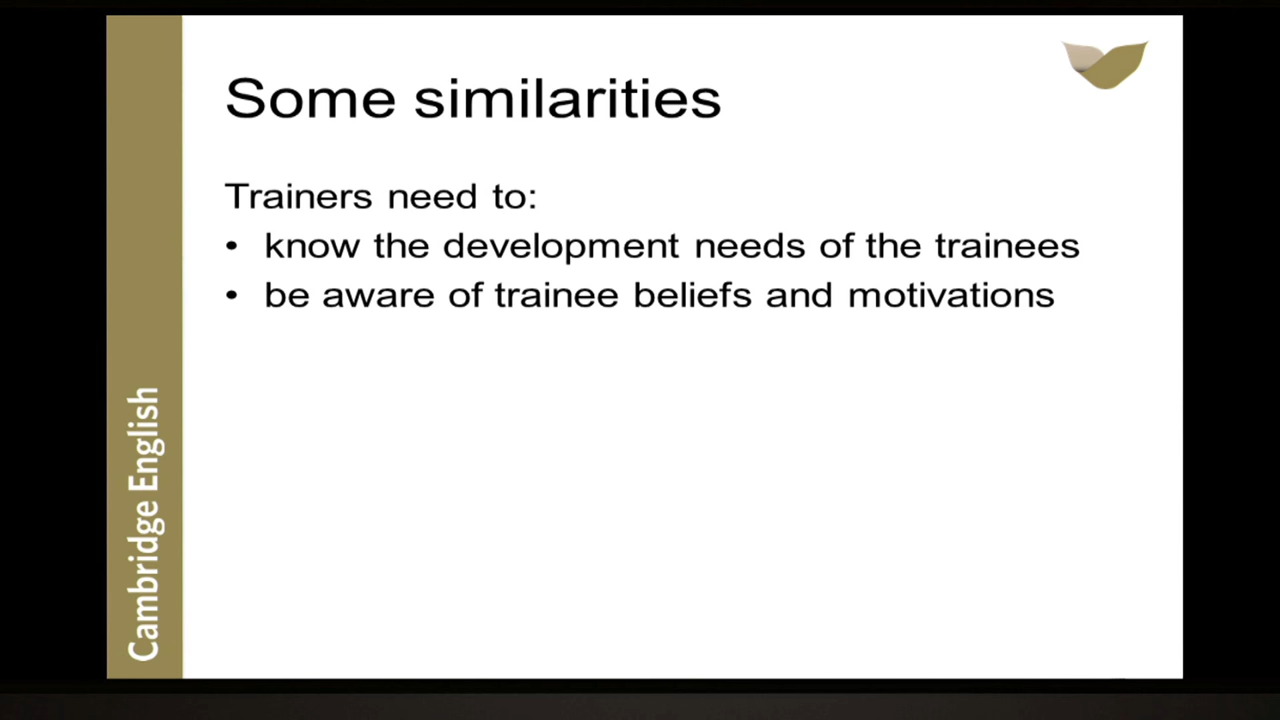 Some similarities
Trainers need to:
• know the development needs of the trainees
• be aware of trainee beliefs and motivations
Cambridge English